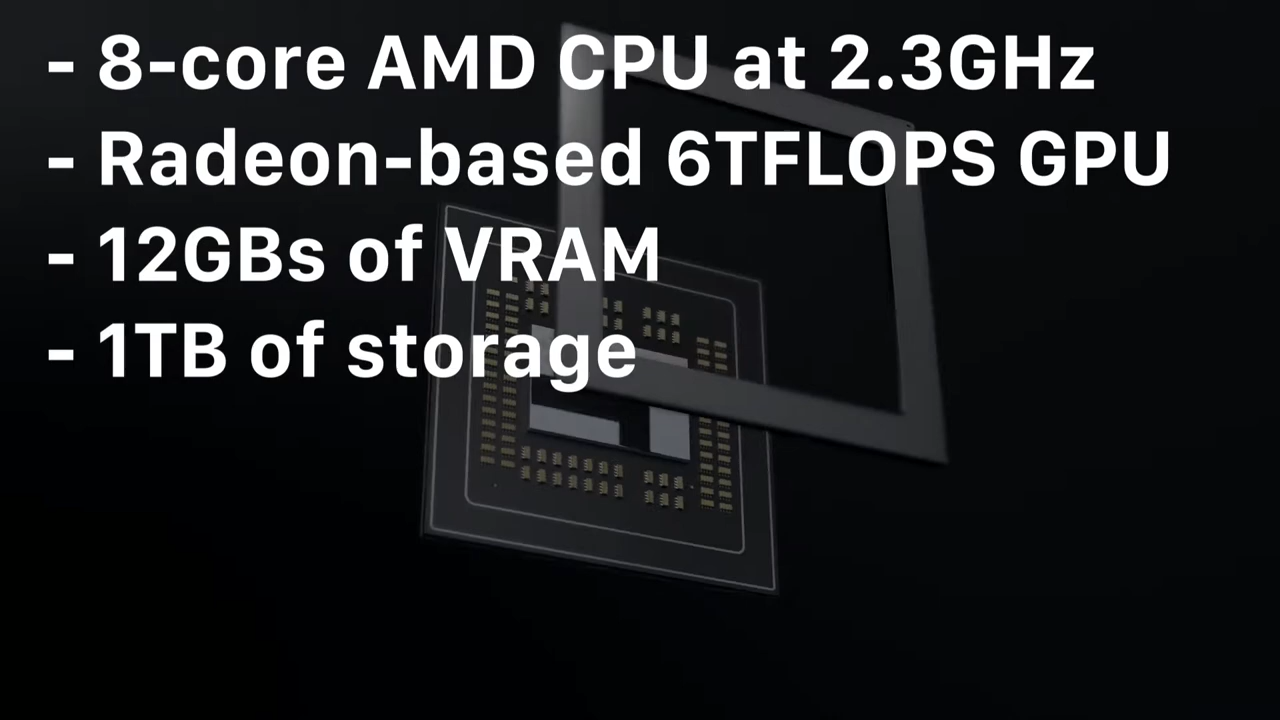 - 8-core AMD CPU at 2.3GHz
- Radeon-based 6TFLOPS GPU
- 12GBs of VRAM
- 1TB of storage